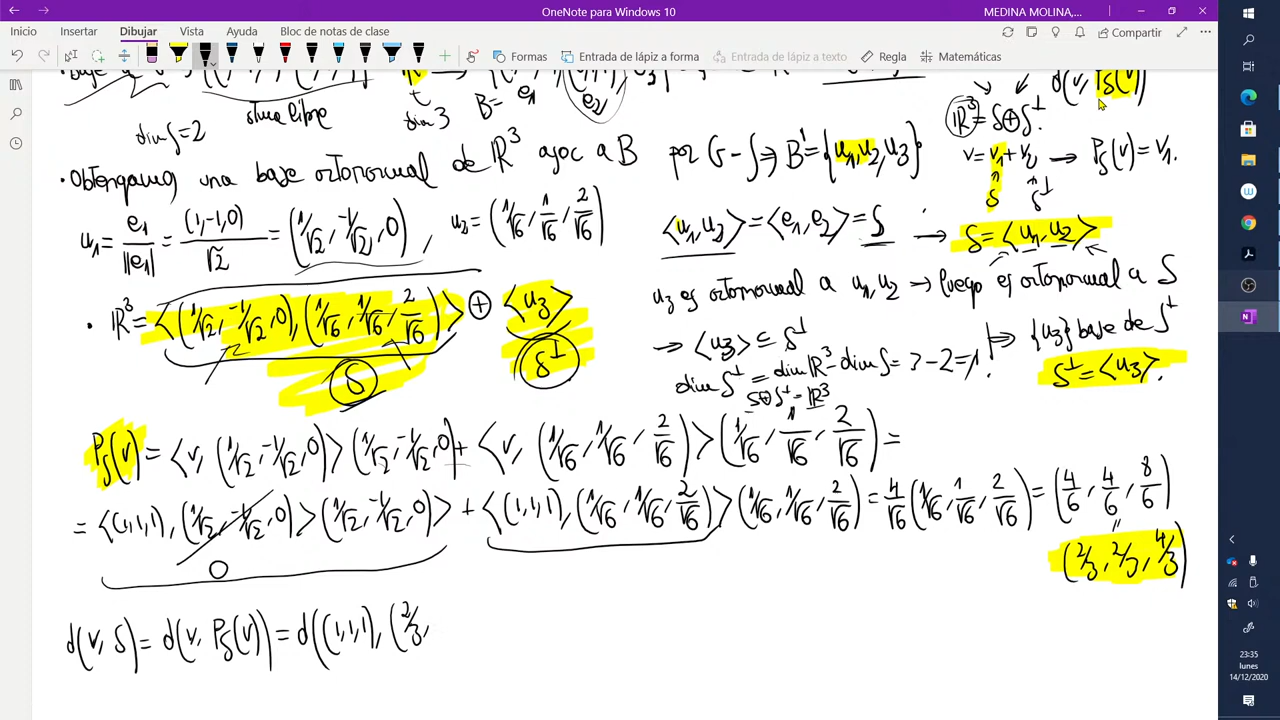 OneNote para Windows 10
MEDINA MOLINA,...
Inicio Insertar Dibujar Vista Ayuda Bloc de notas de clase Compartir
Formas Entrada de lápiz a forma Entrada de lápiz a texto Regla Matemáticas
dim S=2
dim 3
B= e1
e2
d(v, P_S(v))
ℝ³=S⊕S⊥.
v= v1+v2 → P_S(v)=v1.
S S⊥
• Obtengamos una base ortonormal de ℝ³ asoc a B por G-S ⇒ B'={u1,u2,u3}
u1= e1/||e1|| = (1,-1,0)/√2 = (1/√2, -1/√2, 0), u2=(1/√6, 1/√6, 2/√6)
<u1,u2>=<e1,e2>=S → S=<u1,u2>
u3 es ortonormal a u1,u2 → luego es ortonormal a S
• ℝ³= <(1/√2,-1/√2,0),(1/√6,1/√6,2/√6)> ⊕ <u3>
S S⊥
→ <u3> ⊆ S⊥
dim S⊥ = dim ℝ³ - dim S = 3-2=1.
S⊕S⊥=ℝ³
⇒ {u3} base de S⊥
S⊥=<u3>.
P_S(v)= <v, (1/√2,-1/√2,0)> (1/√2,-1/√2,0) + <v, (1/√6, 1/√6, 2/√6)> (1/√6, 1/√6, 2/√6) =
= <(1,1,1), (1/√2,-1/√2,0)>(1/√2,-1/√2,0)> + <(1,1,1), (1/√6,1/√6,2/√6)> (1/√6,1/√6,2/√6) = 4/√6 (1/√6, 1/√6, 2/√6) = (4/6, 4/6, 8/6)
0
"
(2/3, 2/3, 4/3)
d(v, S)= d(v, P_S(v)) = d((1,1,1), (2/3,
23:35
lunes
14/12/2020